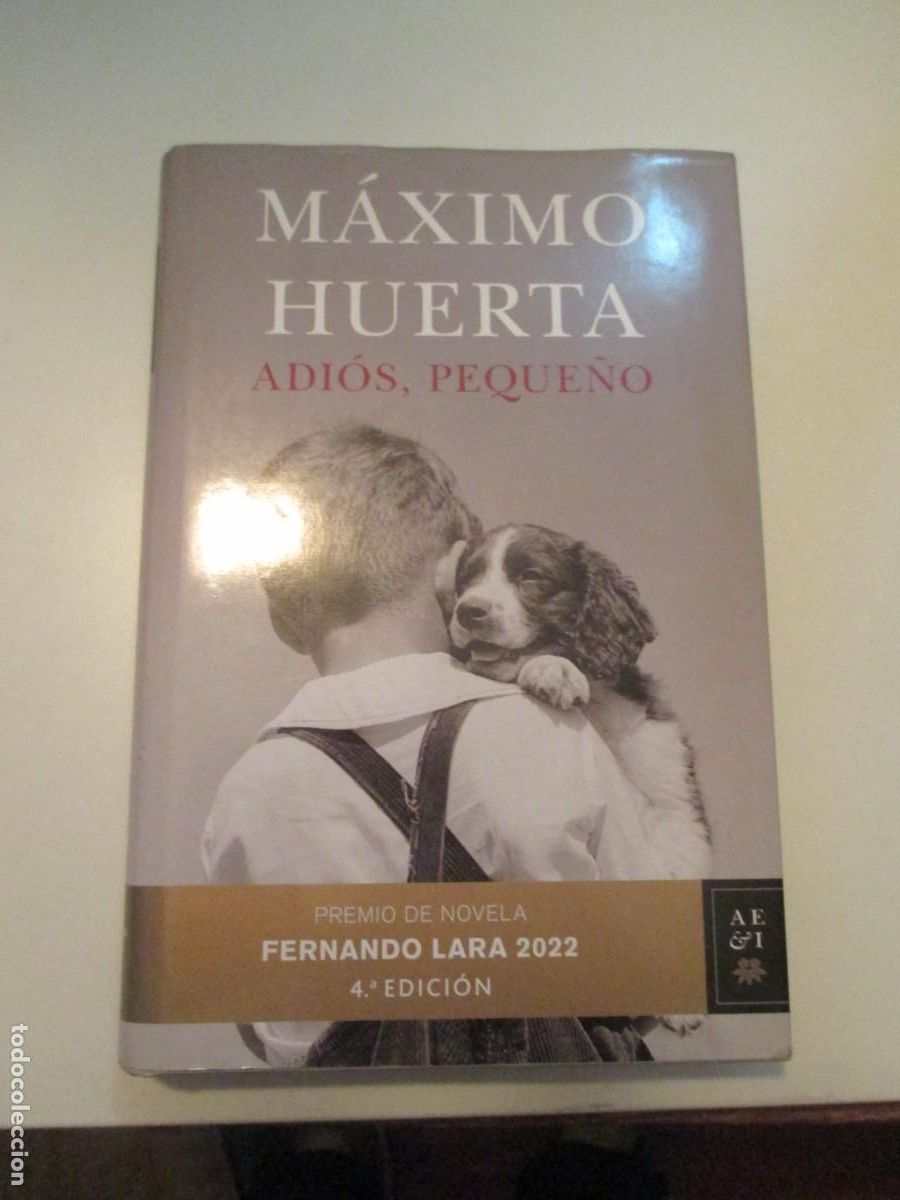 MÁXIMO
HUERTA
ADIÓS, PEQUEÑO
PREMIO DE NOVELA
FERNANDO LARA 2022
4.ª EDICIÓN
AE
&I
todocoleccion